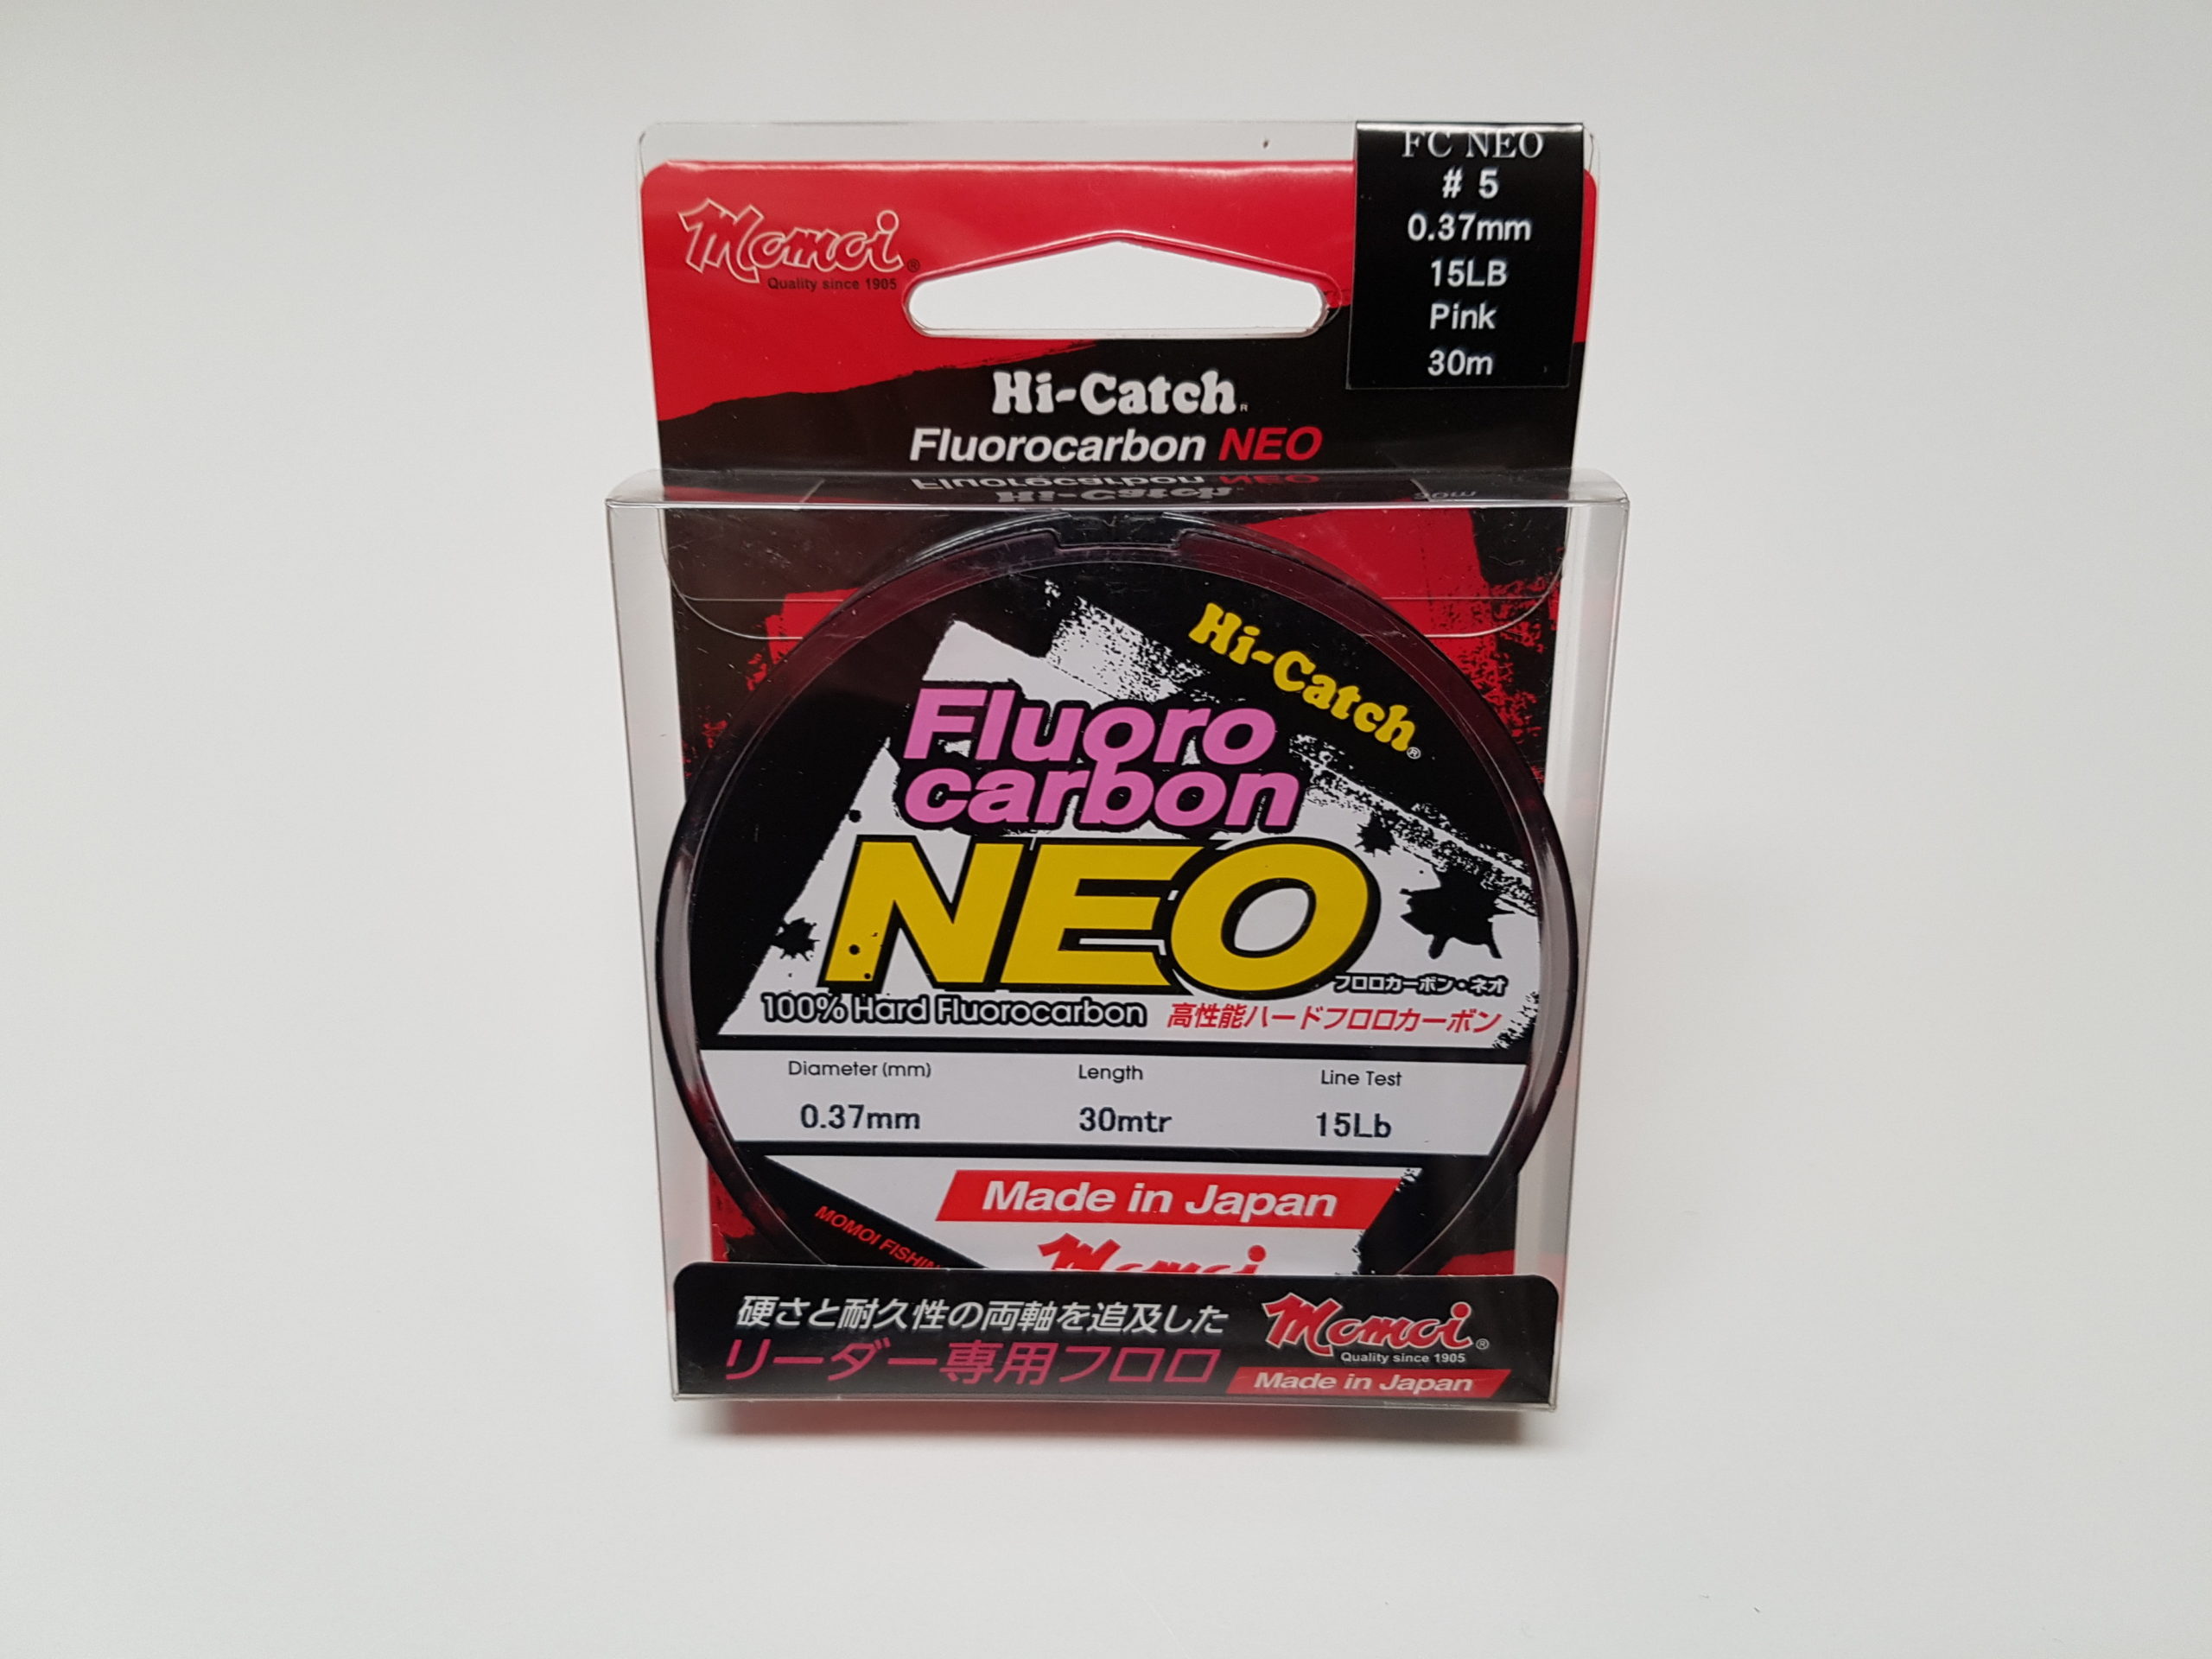 Momoi®
Quality since 1905
FC NEO
# 5
0.37mm
15LB
Pink
30m
Hi-Catch®
Fluorocarbon NEO
Hi-Catch®
Fluoro
carbon
NEO
フロロカーボン・ネオ
100% Hard Fluorocarbon 高性能ハードフロロカーボン
Diameter (mm) Length Line Test
0.37mm 30mtr 15Lb
Made in Japan
MOMOI
Momoi
硬さと耐久性の両軸を追及した
リーダー専用フロロ
Momoi®
Quality since 1905
Made in Japan